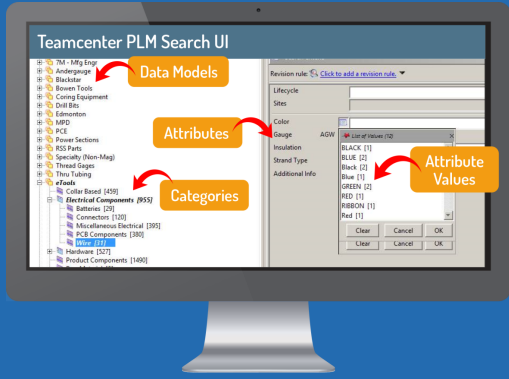 Teamcenter PLM Search UI
7M - Mfg Engr
Andergauge
Blackstar
Bowen Tools
Coring Equipment
Drill Bits
Edmonton
MPD
PCE
Power Sections
RSS Parts
Specialty (Non-Mag)
Thread Gages
Thru Tubing
eTools
Collar Based [459]
Electrical Components [955]
Batteries [29]
Connectors [120]
Miscellaneous Electrical [395]
PCB Components [380]
Wire [31]
Hardware [527]
Product Components [1490]
Data Models
Attributes
Categories
Revision rule: Click to add a revision rule.
Lifecycle
Sites
Color
Gauge AGW
Insulation
Strand Type
Additional Info
List of Values (12)
BLACK [1]
BLUE [2]
Black [2]
Blue [1]
GREEN [2]
RED [1]
RIBBON [1]
Red [1]
Clear Cancel OK
Clear Cancel OK
Attribute
Values